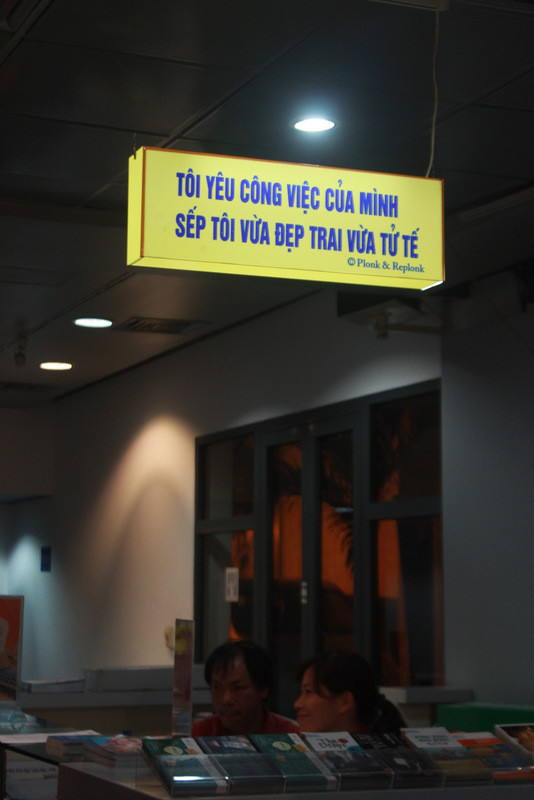 TÔI YÊU CÔNG VIỆC CỦA MÌNH
SẾP TÔI VỪA ĐẸP TRAI VỪA TỬ TẾ
© Plonk & Replonk